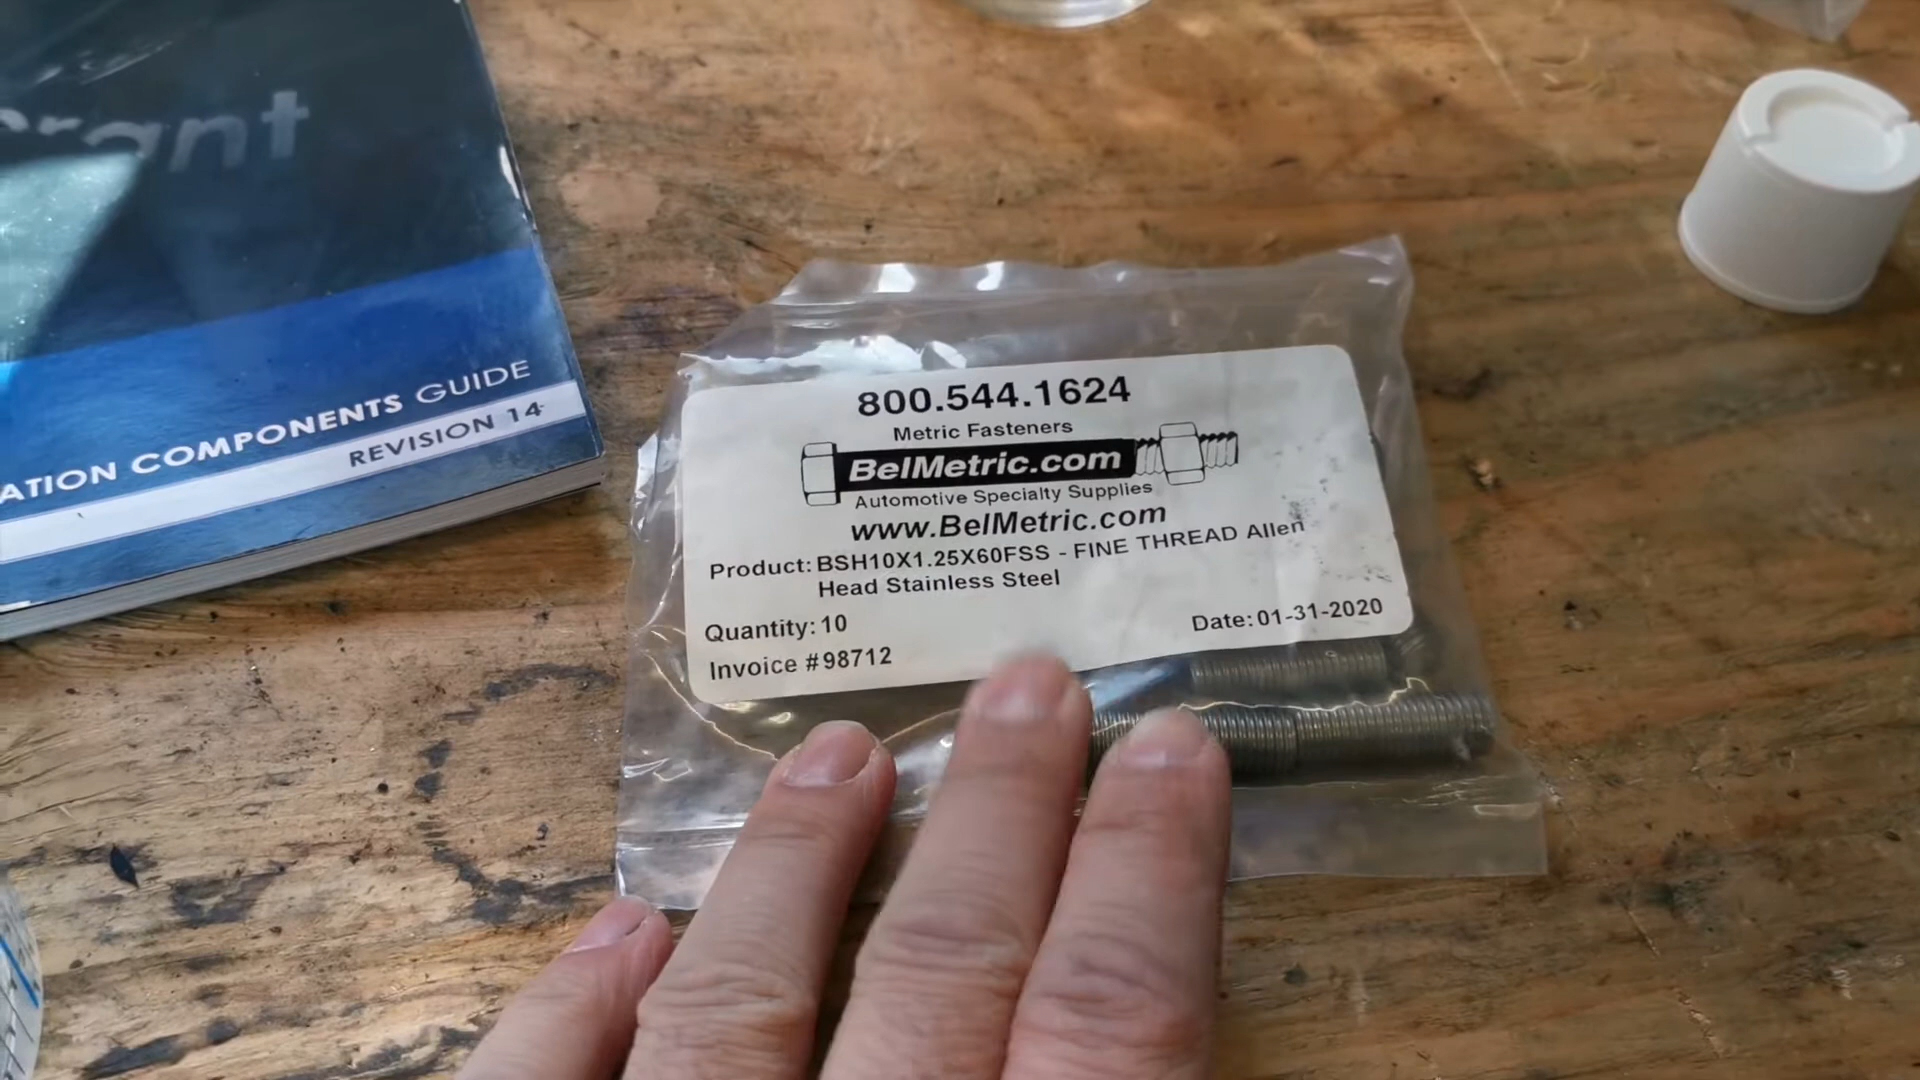 ATION COMPONENTS GUIDE
REVISION 14
800.544.1624
Metric Fasteners
BelMetric.com
Automotive Specialty Supplies
www.BelMetric.com
Product: BSH10X1.25X60FSS - FINE THREAD Allen
Head Stainless Steel
Quantity: 10
Date: 01-31-2020
Invoice #98712